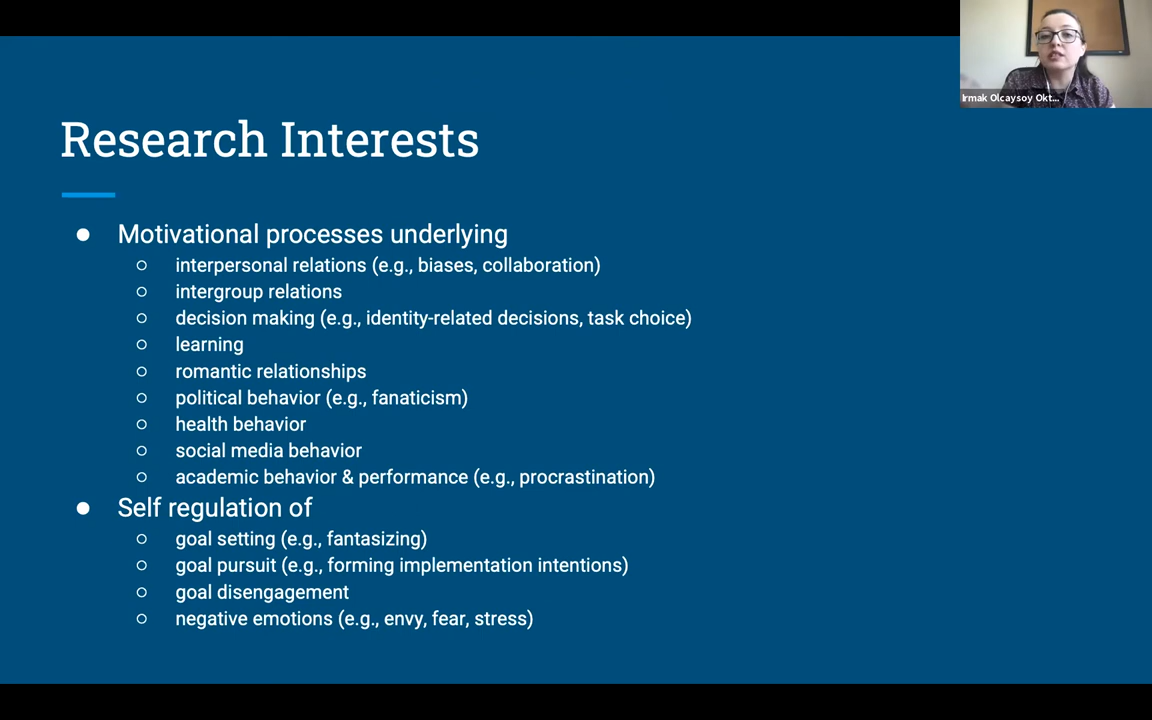 Irmak Olcaysoy Okt...
Research Interests
● Motivational processes underlying
○ interpersonal relations (e.g., biases, collaboration)
○ intergroup relations
○ decision making (e.g., identity-related decisions, task choice)
○ learning
○ romantic relationships
○ political behavior (e.g., fanaticism)
○ health behavior
○ social media behavior
○ academic behavior & performance (e.g., procrastination)
● Self regulation of
○ goal setting (e.g., fantasizing)
○ goal pursuit (e.g., forming implementation intentions)
○ goal disengagement
○ negative emotions (e.g., envy, fear, stress)